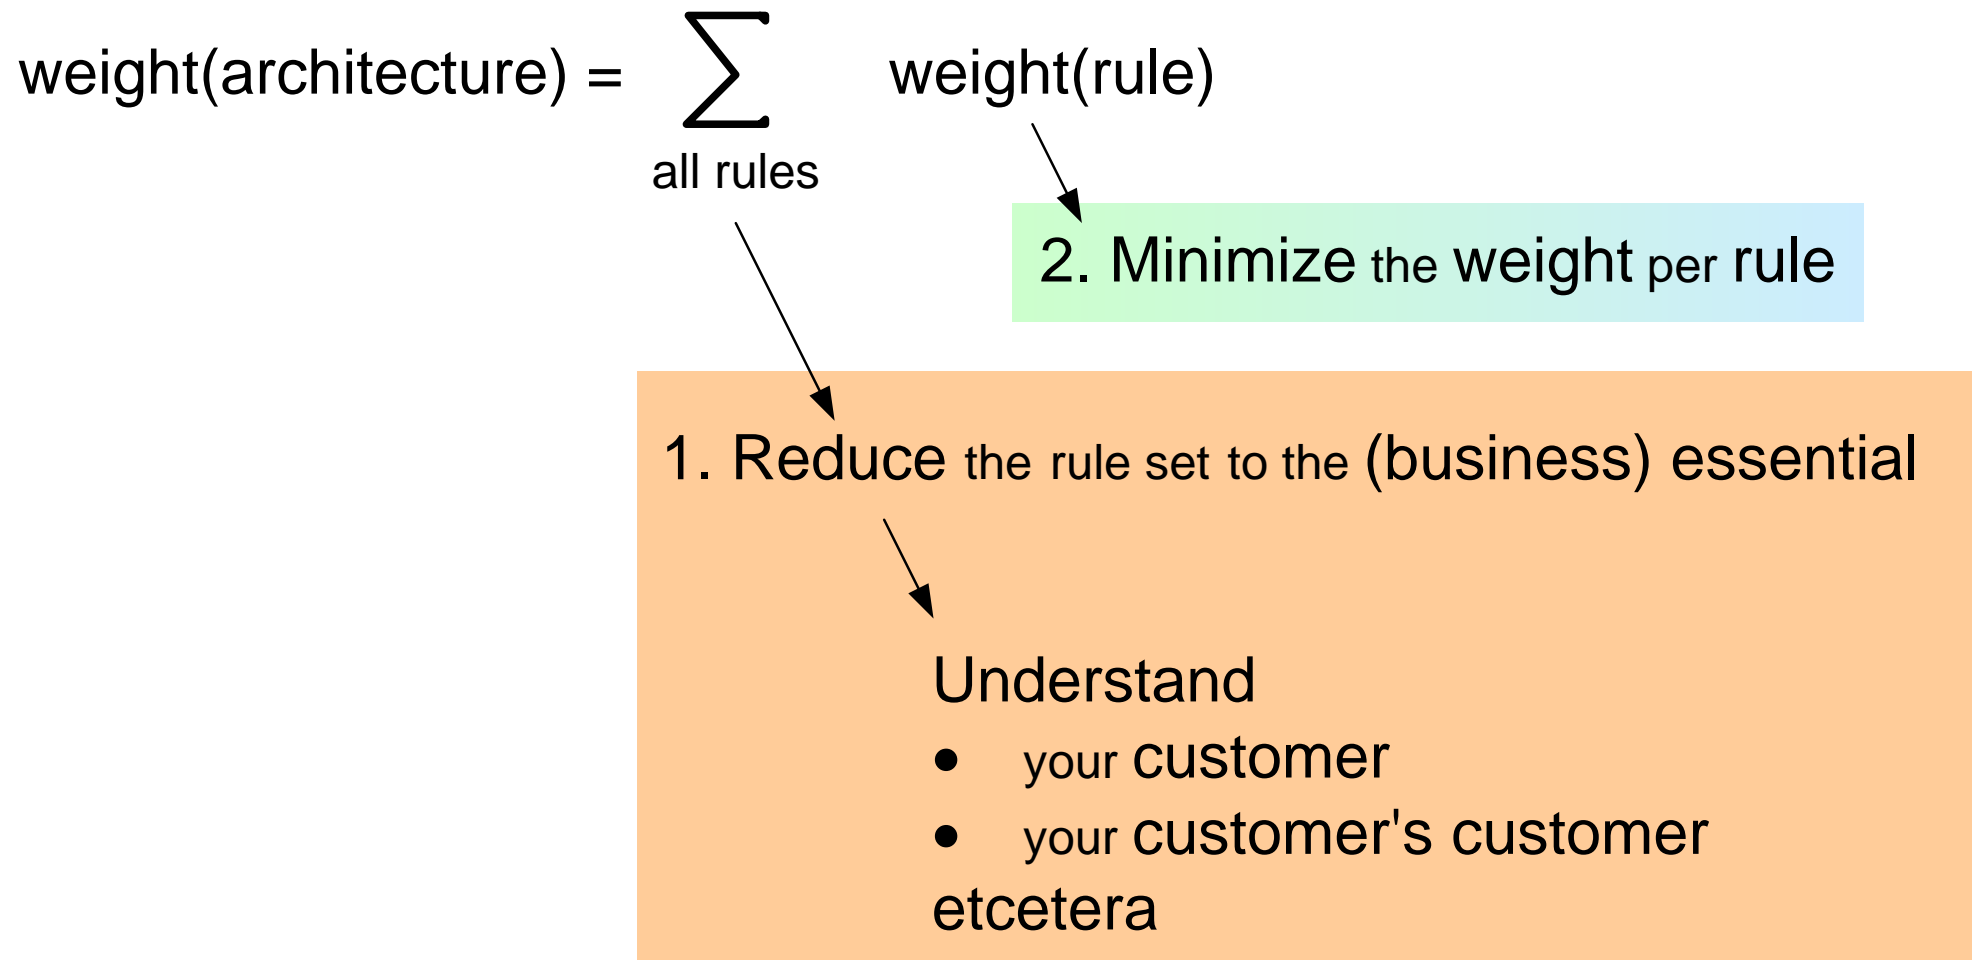 weight(architecture) = ∑ weight(rule)
all rules
2. Minimize the weight per rule
1. Reduce the rule set to the (business) essential
Understand
• your customer
• your customer's customer
etcetera